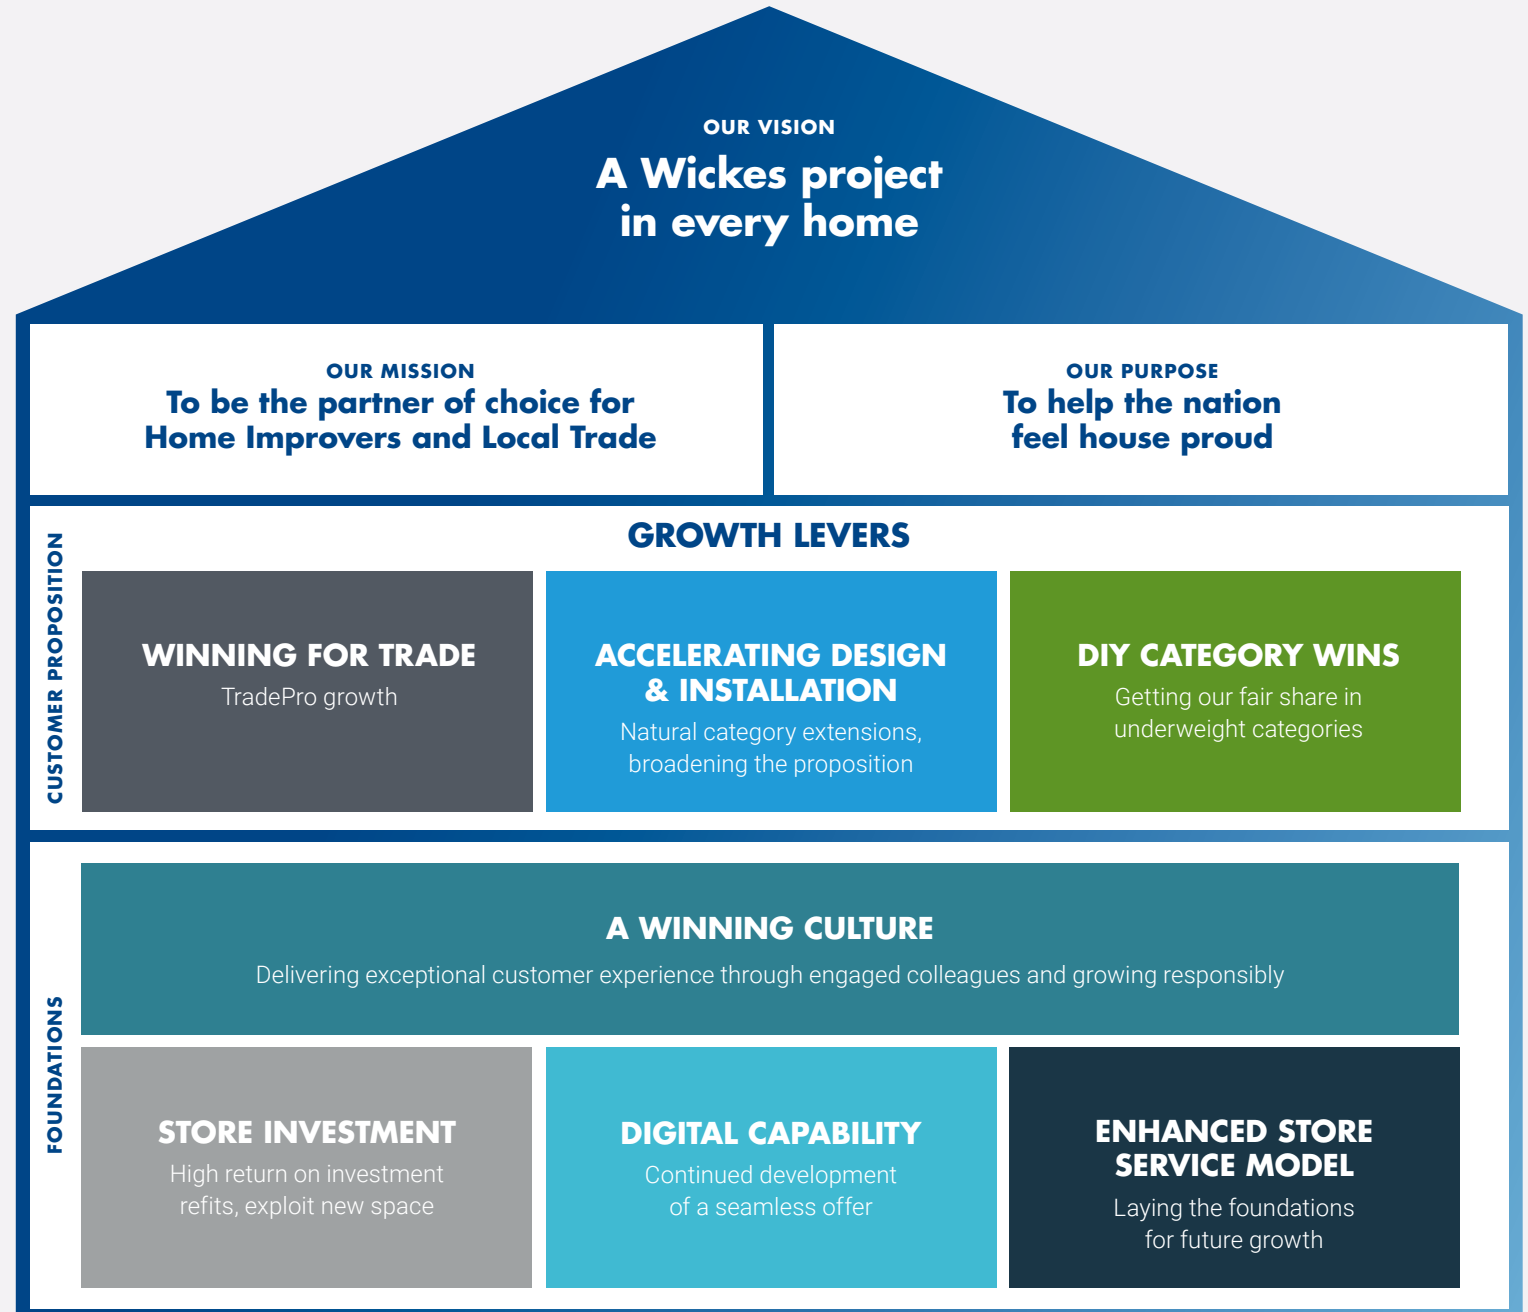 OUR VISION
A Wickes project
in every home
OUR MISSION
To be the partner of choice for
Home Improvers and Local Trade
OUR PURPOSE
To help the nation
feel house proud
CUSTOMER PROPOSITION
GROWTH LEVERS
WINNING FOR TRADE
TradePro growth
ACCELERATING DESIGN
& INSTALLATION
Natural category extensions,
broadening the proposition
DIY CATEGORY WINS
Getting our fair share in
underweight categories
FOUNDATIONS
A WINNING CULTURE
Delivering exceptional customer experience through engaged colleagues and growing responsibly
STORE INVESTMENT
High return on investment
refits, exploit new space
DIGITAL CAPABILITY
Continued development
of a seamless offer
ENHANCED STORE
SERVICE MODEL
Laying the foundations
for future growth